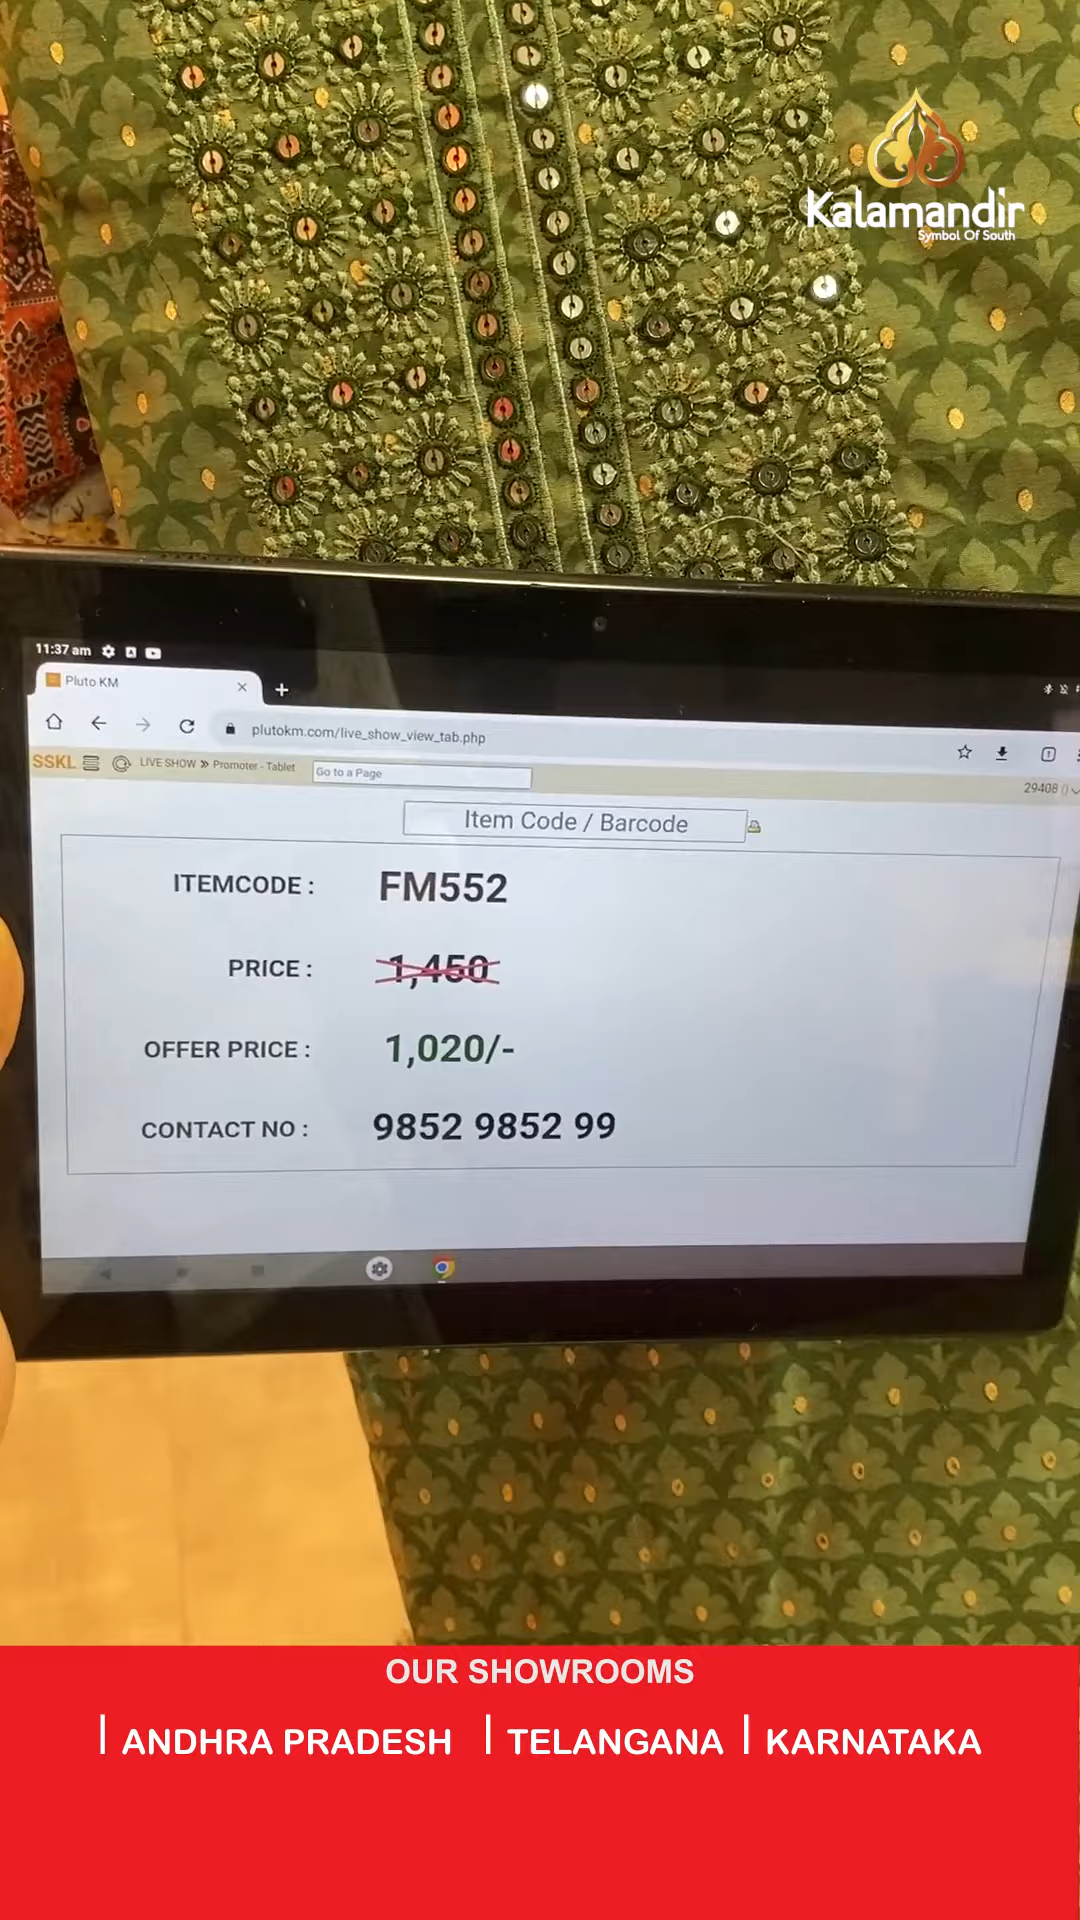 Kalamandir
Symbol Of South
11:37 am
Pluto KM
plutokm.com/live_show_view_tab.php
SSKL LIVE SHOW » Promoter - Tablet Go to a Page
29408 ()
Item Code / Barcode
ITEMCODE : FM552
PRICE : 1,450
OFFER PRICE : 1,020/-
CONTACT NO : 9852 9852 99
OUR SHOWROOMS
| ANDHRA PRADESH | TELANGANA | KARNATAKA